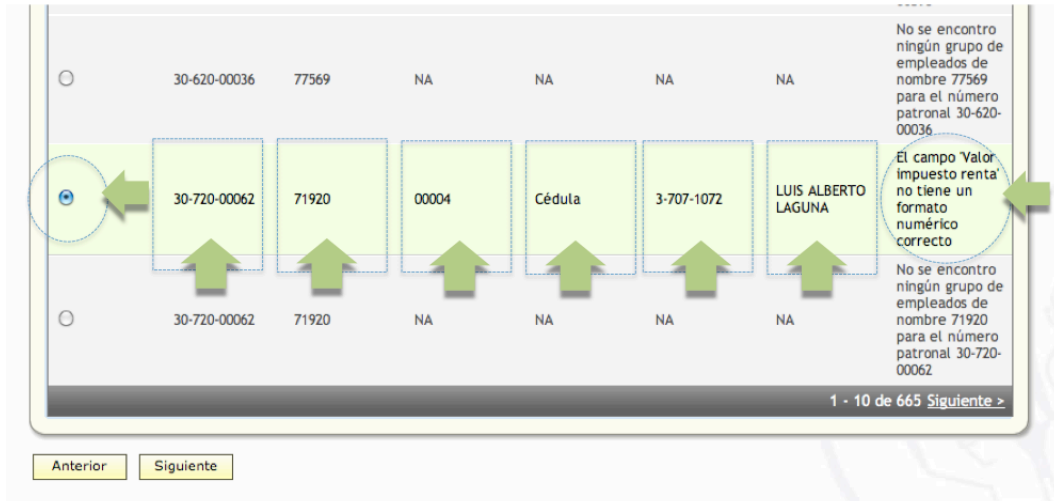 No se encontro
ningún grupo de
empleados de
30-620-00036 77569 NA NA NA NA nombre 77569
para el número
patronal 30-620-
00036
El campo 'Valor
impuesto renta'
no tiene un
30-720-00062 71920 00004 Cédula 3-707-1072 LUIS ALBERTO LAGUNA formato
numérico
correcto
No se encontro
ningún grupo de
empleados de
30-720-00062 71920 NA NA NA NA nombre 71920
para el número
patronal 30-720-
00062
1 - 10 de 665 Siguiente >
Anterior Siguiente